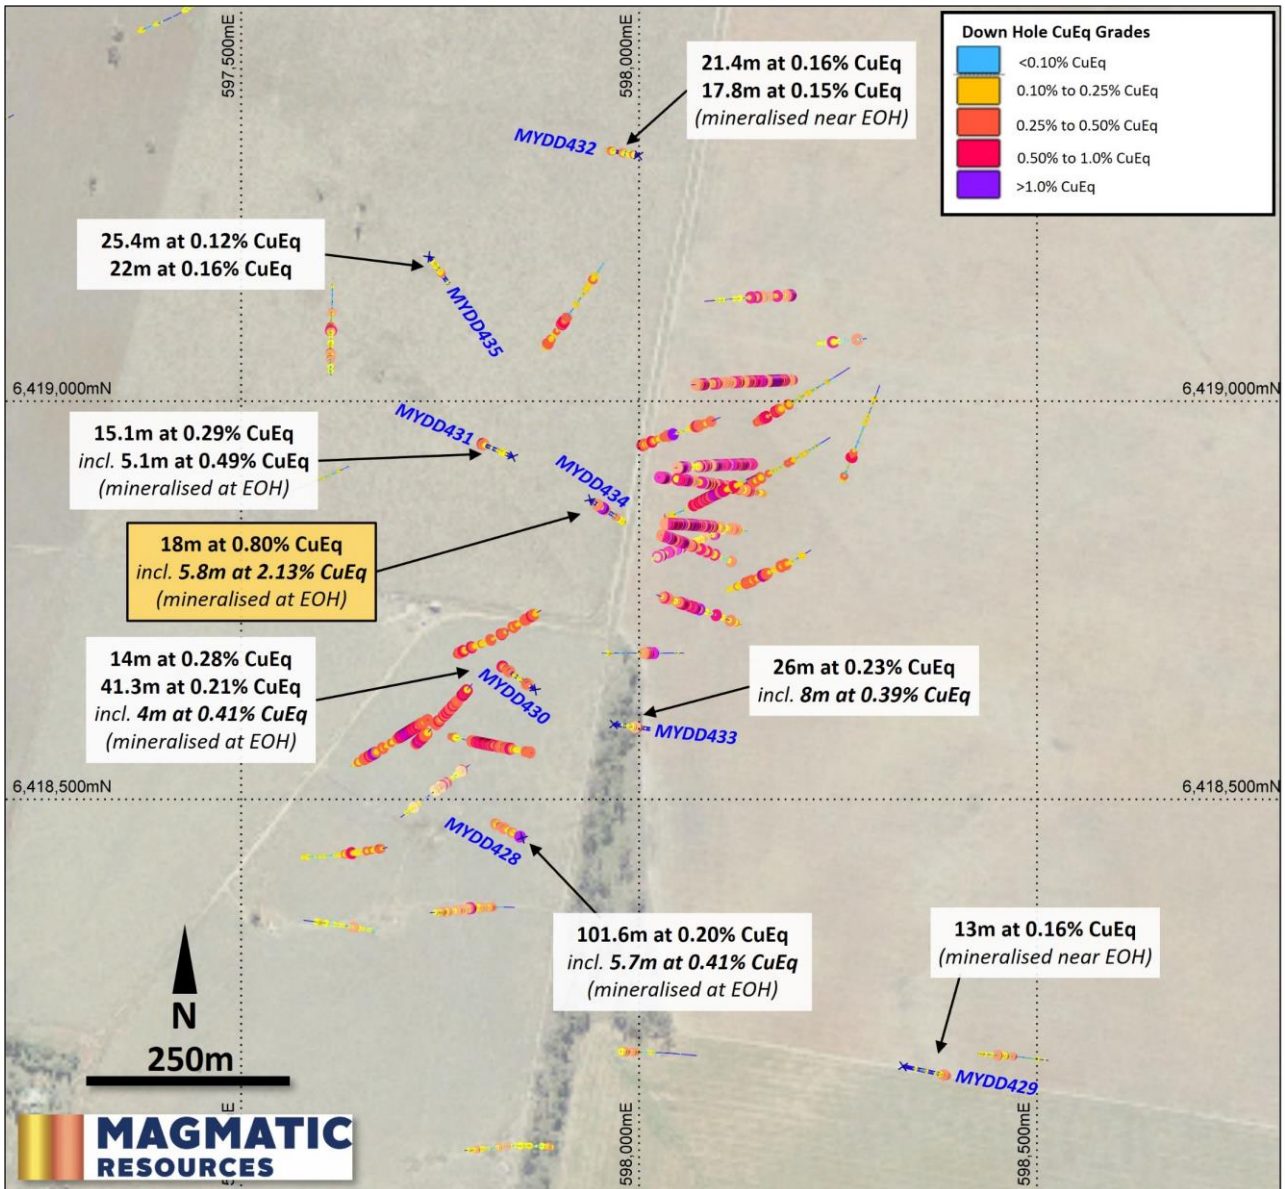 597,500mE
598,000mE
Down Hole CuEq Grades
<0.10% CuEq
0.10% to 0.25% CuEq
0.25% to 0.50% CuEq
0.50% to 1.0% CuEq
>1.0% CuEq
21.4m at 0.16% CuEq
17.8m at 0.15% CuEq
(mineralised near EOH)
MYDD432
25.4m at 0.12% CuEq
22m at 0.16% CuEq
MYDD435
6,419,000mN
6,419,000mN
MYDD431
15.1m at 0.29% CuEq
incl. 5.1m at 0.49% CuEq
(mineralised at EOH)
MYDD434
18m at 0.80% CuEq
incl. 5.8m at 2.13% CuEq
(mineralised at EOH)
14m at 0.28% CuEq
41.3m at 0.21% CuEq
incl. 4m at 0.41% CuEq
(mineralised at EOH)
MYDD430
26m at 0.23% CuEq
incl. 8m at 0.39% CuEq
MYDD433
6,418,500mN
6,418,500mN
MYDD428
101.6m at 0.20% CuEq
incl. 5.7m at 0.41% CuEq
(mineralised at EOH)
13m at 0.16% CuEq
(mineralised near EOH)
MYDD429
N
250m
598,000mE
598,500mE
MAGMATIC
RESOURCES